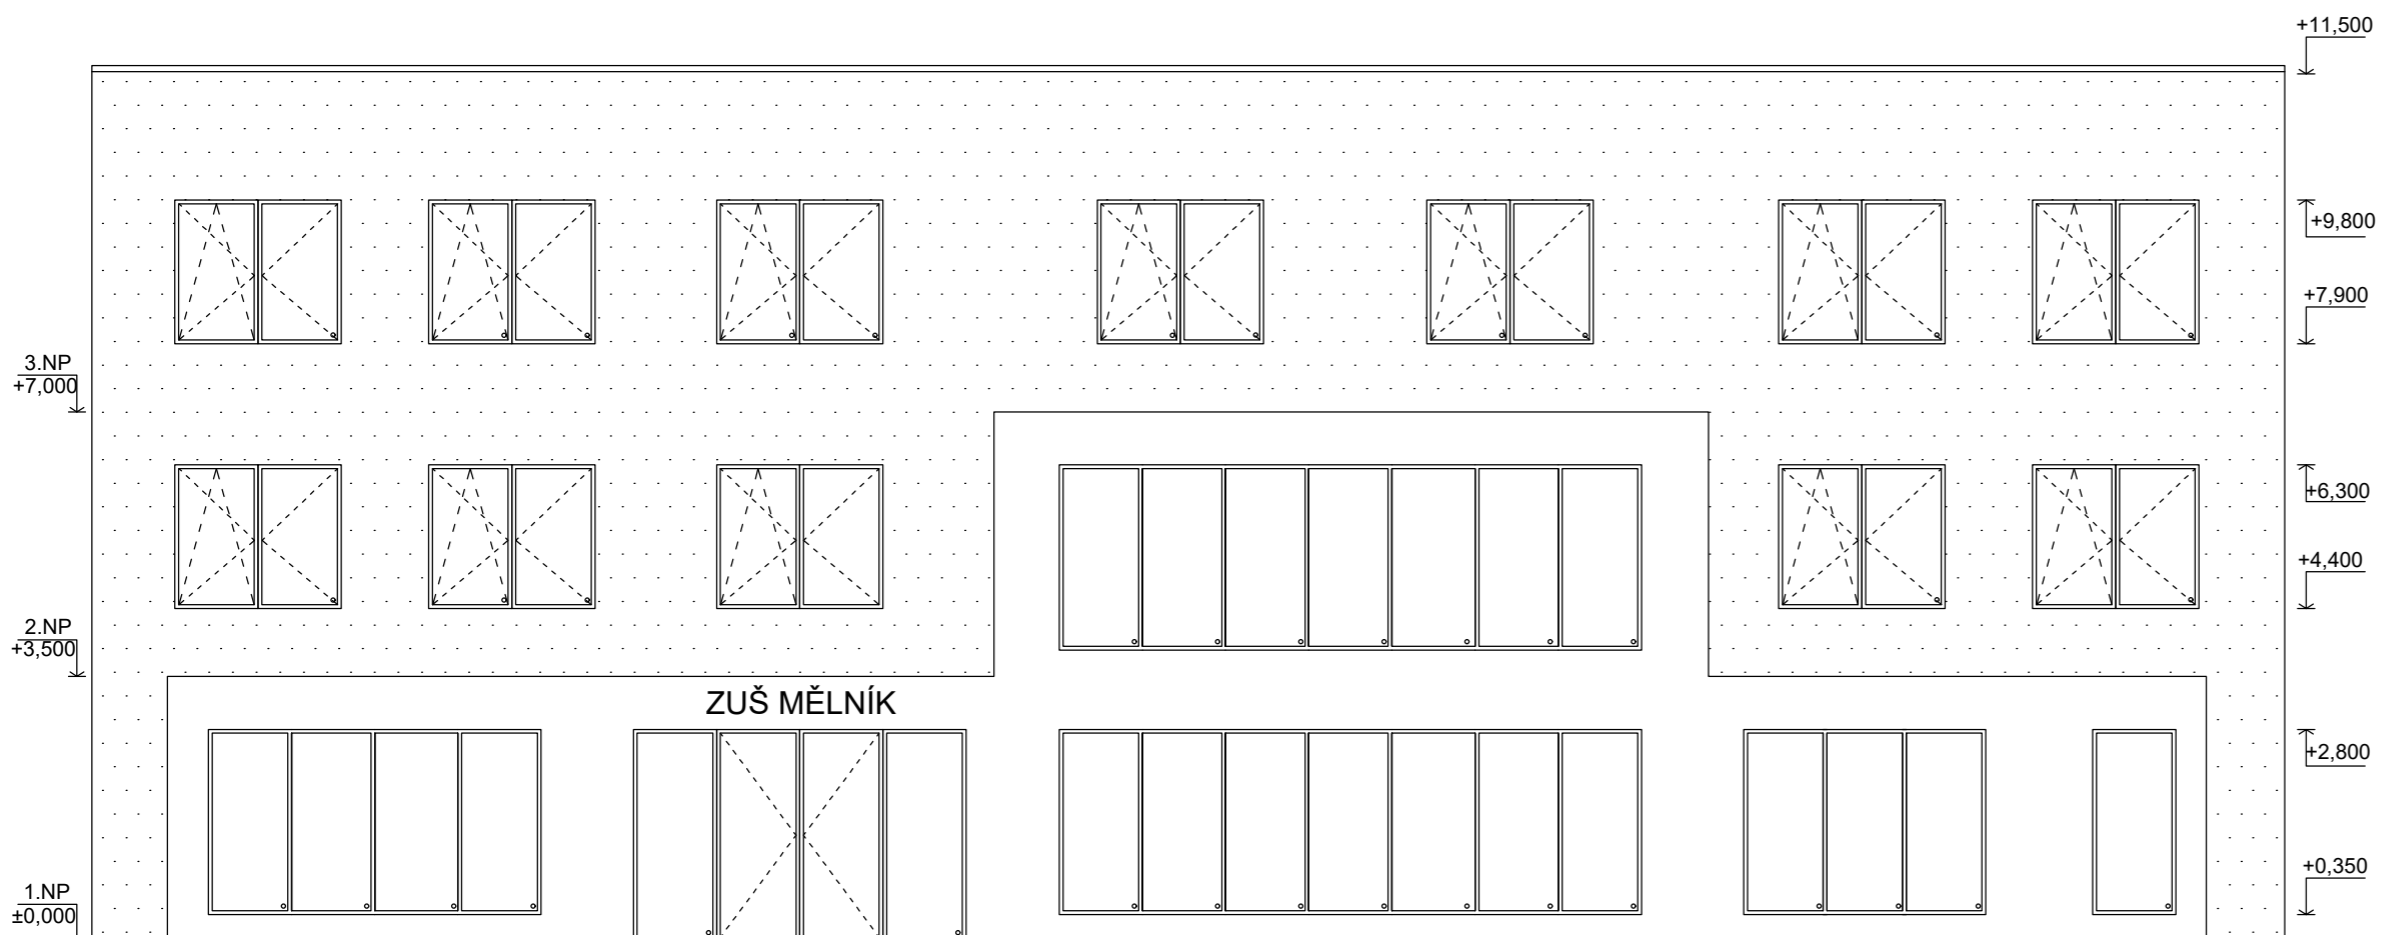 +11,500
+9,800
+7,900
3.NP
+7,000
+6,300
+4,400
2.NP
+3,500
ZUŠ MĚLNÍK
+2,800
+0,350
1.NP
±0,000